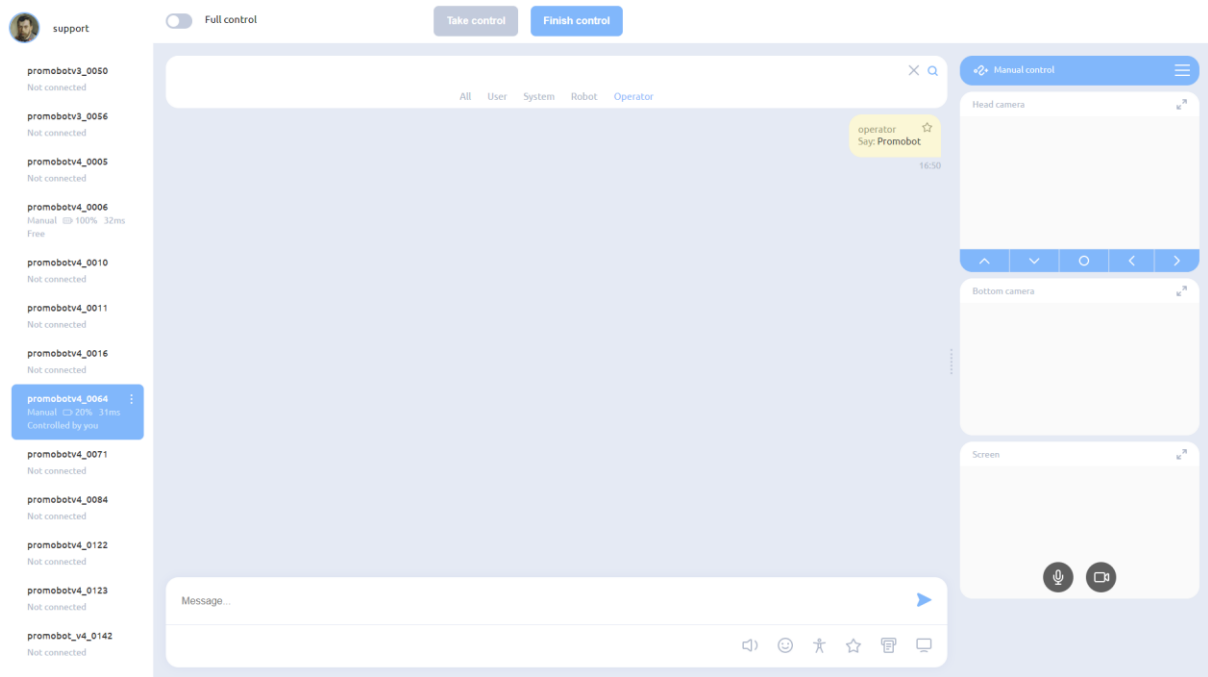 support
Full control
Take control
Finish control
promobotv3_0050
Not connected
promobotv3_0056
Not connected
promobotv4_0005
Not connected
promobotv4_0006
Manual 100% 32ms
Free
promobotv4_0010
Not connected
promobotv4_0011
Not connected
promobotv4_0016
Not connected
promobotv4_0064
Manual 20% 31ms
Controlled by you
promobotv4_0071
Not connected
promobotv4_0084
Not connected
promobotv4_0122
Not connected
promobotv4_0123
Not connected
promobot_v4_0142
Not connected
All User System Robot Operator
operator
Say: Promobot
16:50
Message...
Manual control
Head camera
Bottom camera
Screen